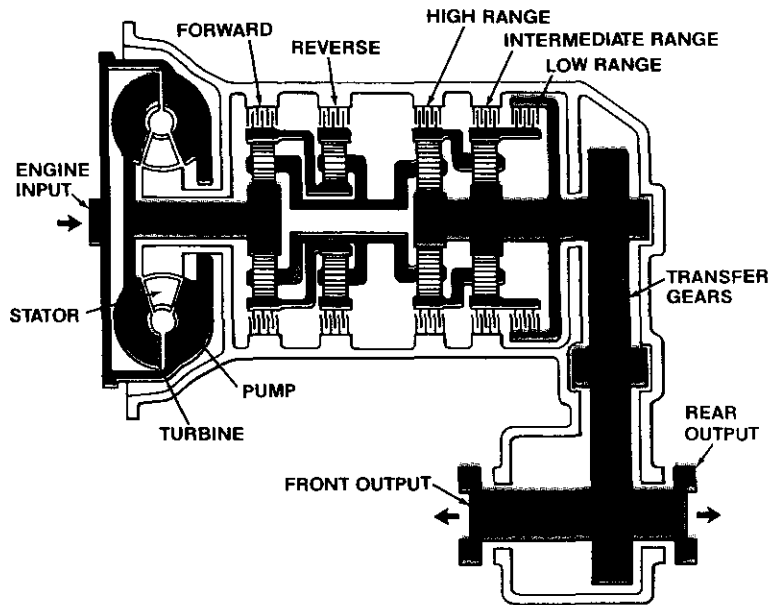 FORWARD
REVERSE
HIGH RANGE
INTERMEDIATE RANGE
LOW RANGE
ENGINE
INPUT
STATOR
PUMP
TURBINE
TRANSFER
GEARS
REAR
OUTPUT
FRONT OUTPUT